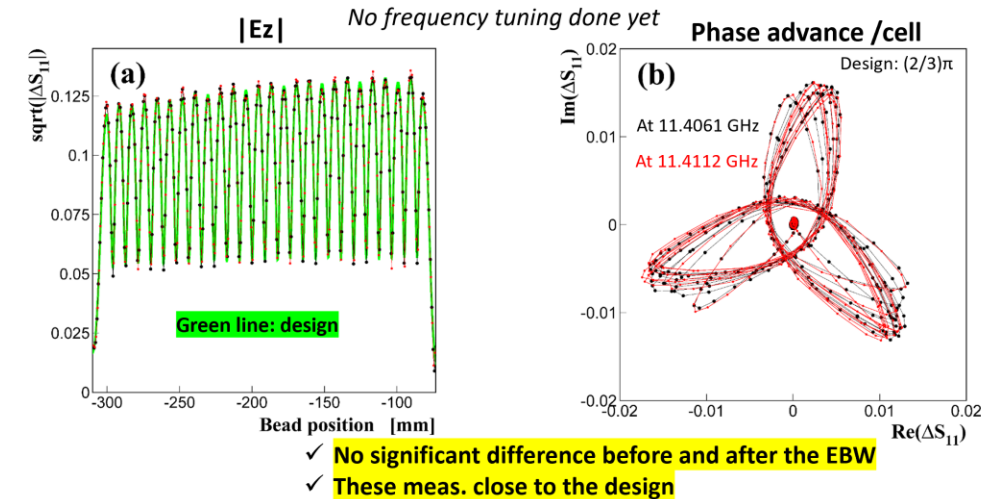 No frequency tuning done yet
|Ez|
(a)
sqrt(|ΔS11|)
0.125
0.1
0.075
0.05
0.025
0
-300
-250
-200
-150
-100
Bead position [mm]
Green line: design
Phase advance /cell
(b)
Design: (2/3)π
At 11.4061 GHz
At 11.4112 GHz
Im(ΔS11)
0.02
0.01
0
-0.01
-0.02
-0.02
-0.01
0
0.01
0.02
Re(ΔS11)
✓ No significant difference before and after the EBW
✓ These meas. close to the design